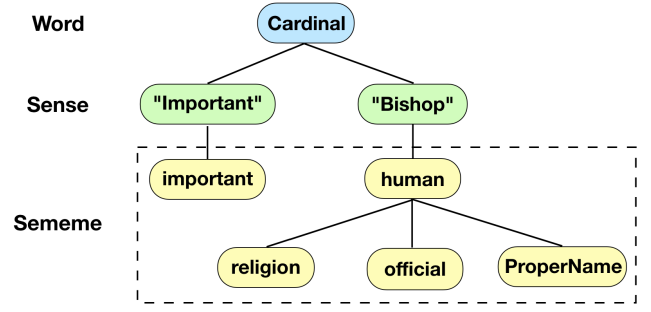 Word
Cardinal
Sense
"Important"
"Bishop"
important
human
Sememe
religion
official
ProperName